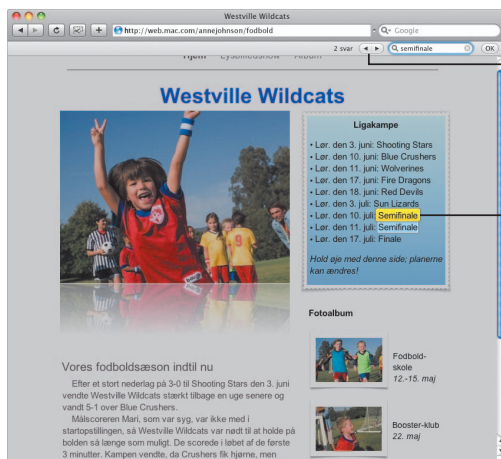 Westville Wildcats
http://web.mac.com/annejohnson/fodbold
Google
2 svar
semifinale
OK
Hjem Lysbilledshow Album
Westville Wildcats
Ligakampe
• Lør. den 3. juni: Shooting Stars
• Lør. den 10. juni: Blue Crushers
• Lør. den 11. juni: Wolverines
• Lør. den 17. juni: Fire Dragons
• Lør. den 18. juni: Red Devils
• Lør. den 3. juli: Sun Lizards
• Lør. den 10. juli: Semifinale
• Lør. den 11. juli: Semifinale
• Lør. den 17. juli: Finale
Hold øje med denne side; planerne
kan ændres!
Fotoalbum
Fodbold-
skole
12.-15. maj
Booster-klub
22. maj
Vores fodboldsæson indtil nu
Efter et stort nederlag på 3-0 til Shooting Stars den 3. juni
vendte Westville Wildcats stærkt tilbage en uge senere og
vandt 5-1 over Blue Crushers.
Målscoreren Mari, som var syg, var ikke med i
startopstillingen, så Westville Wildcats var nødt til at holde på
bolden så længe som muligt. De scorede i løbet af de første
3 minutter. Kampen vendte, da Crushers fik hjørne, men